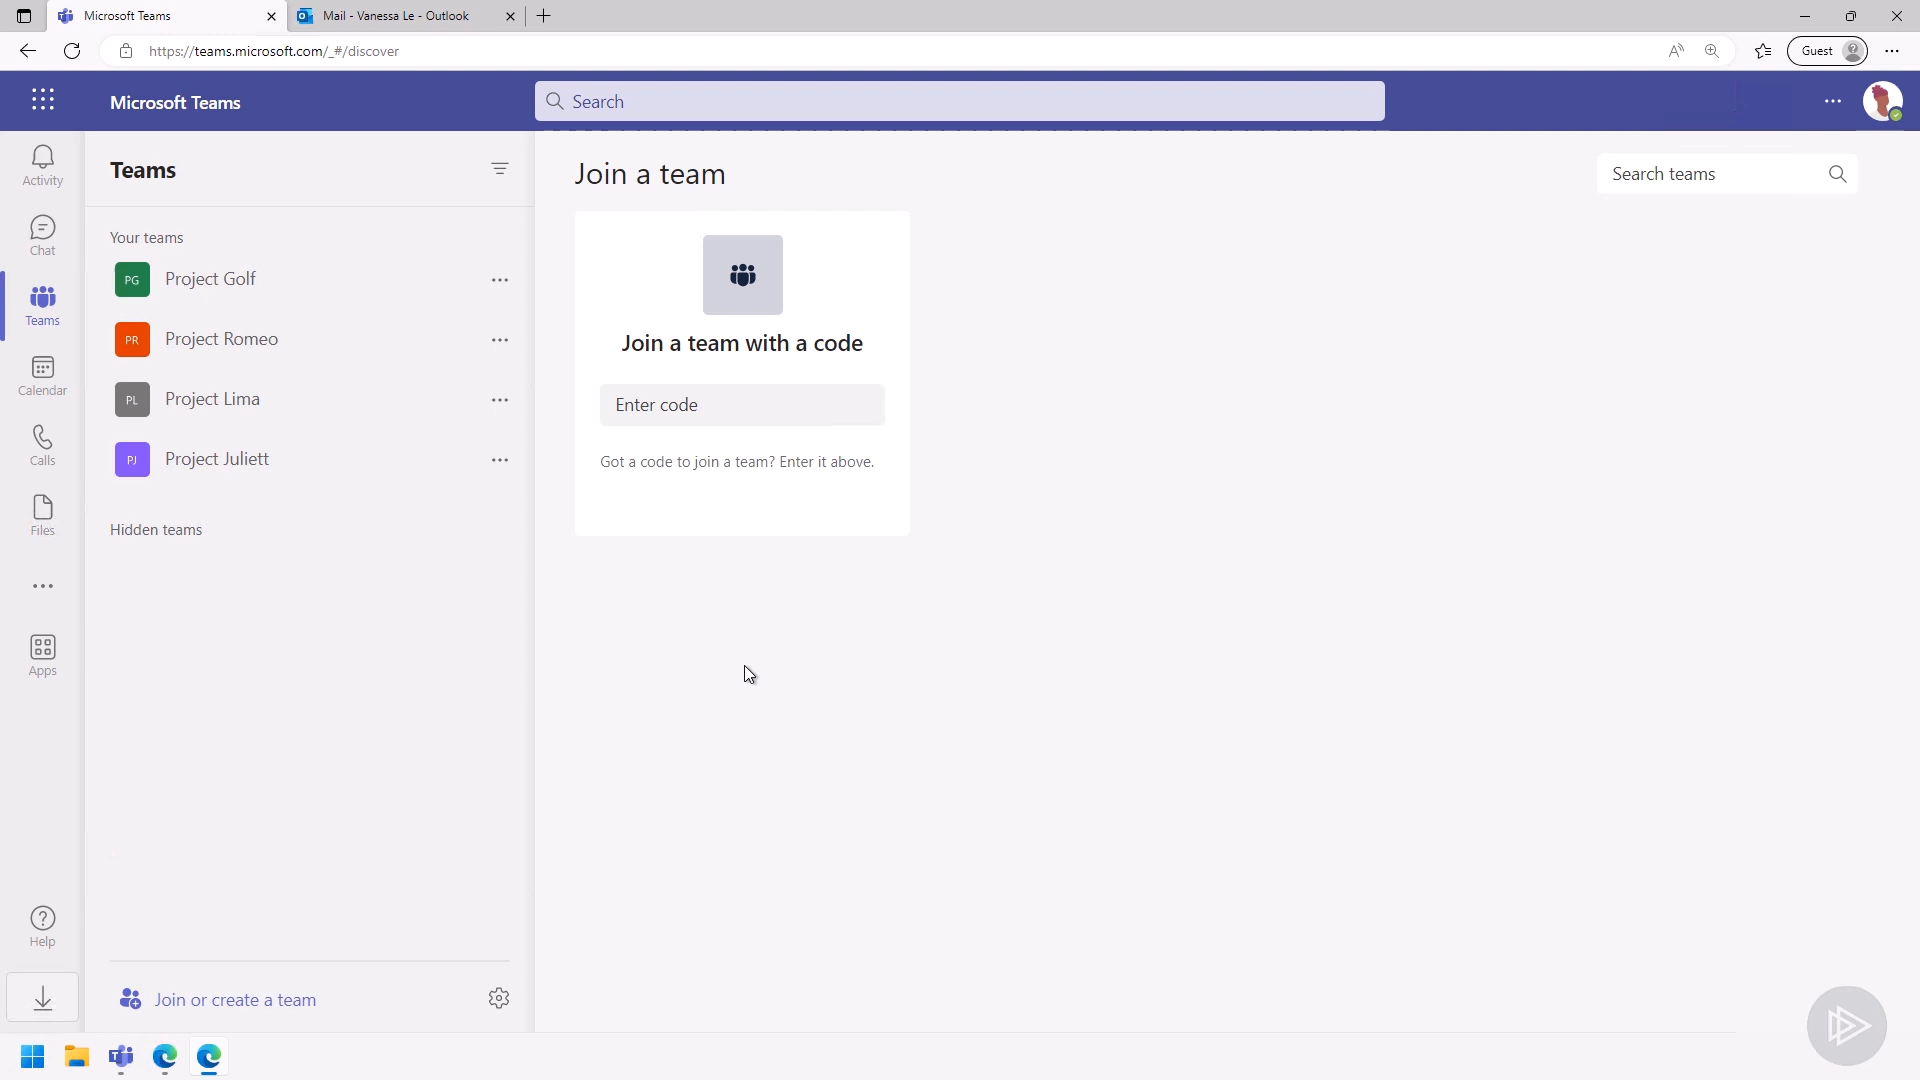 Microsoft Teams
Mail - Vanessa Le - Outlook
https://teams.microsoft.com/_#/discover
Guest
Microsoft Teams
Search
Activity
Chat
Teams
Calendar
Calls
Files
Apps
Help
Teams
Your teams
PG Project Golf
PR Project Romeo
PL Project Lima
PJ Project Juliett
Hidden teams
Join or create a team
Join a team
Search teams
Join a team with a code
Enter code
Got a code to join a team? Enter it above.